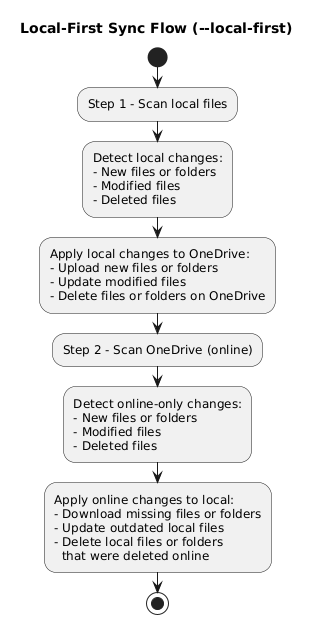 Local-First Sync Flow (--local-first)
Step 1 - Scan local files
Detect local changes:
- New files or folders
- Modified files
- Deleted files
Apply local changes to OneDrive:
- Upload new files or folders
- Update modified files
- Delete files or folders on OneDrive
Step 2 - Scan OneDrive (online)
Detect online-only changes:
- New files or folders
- Modified files
- Deleted files
Apply online changes to local:
- Download missing files or folders
- Update outdated local files
- Delete local files or folders
that were deleted online